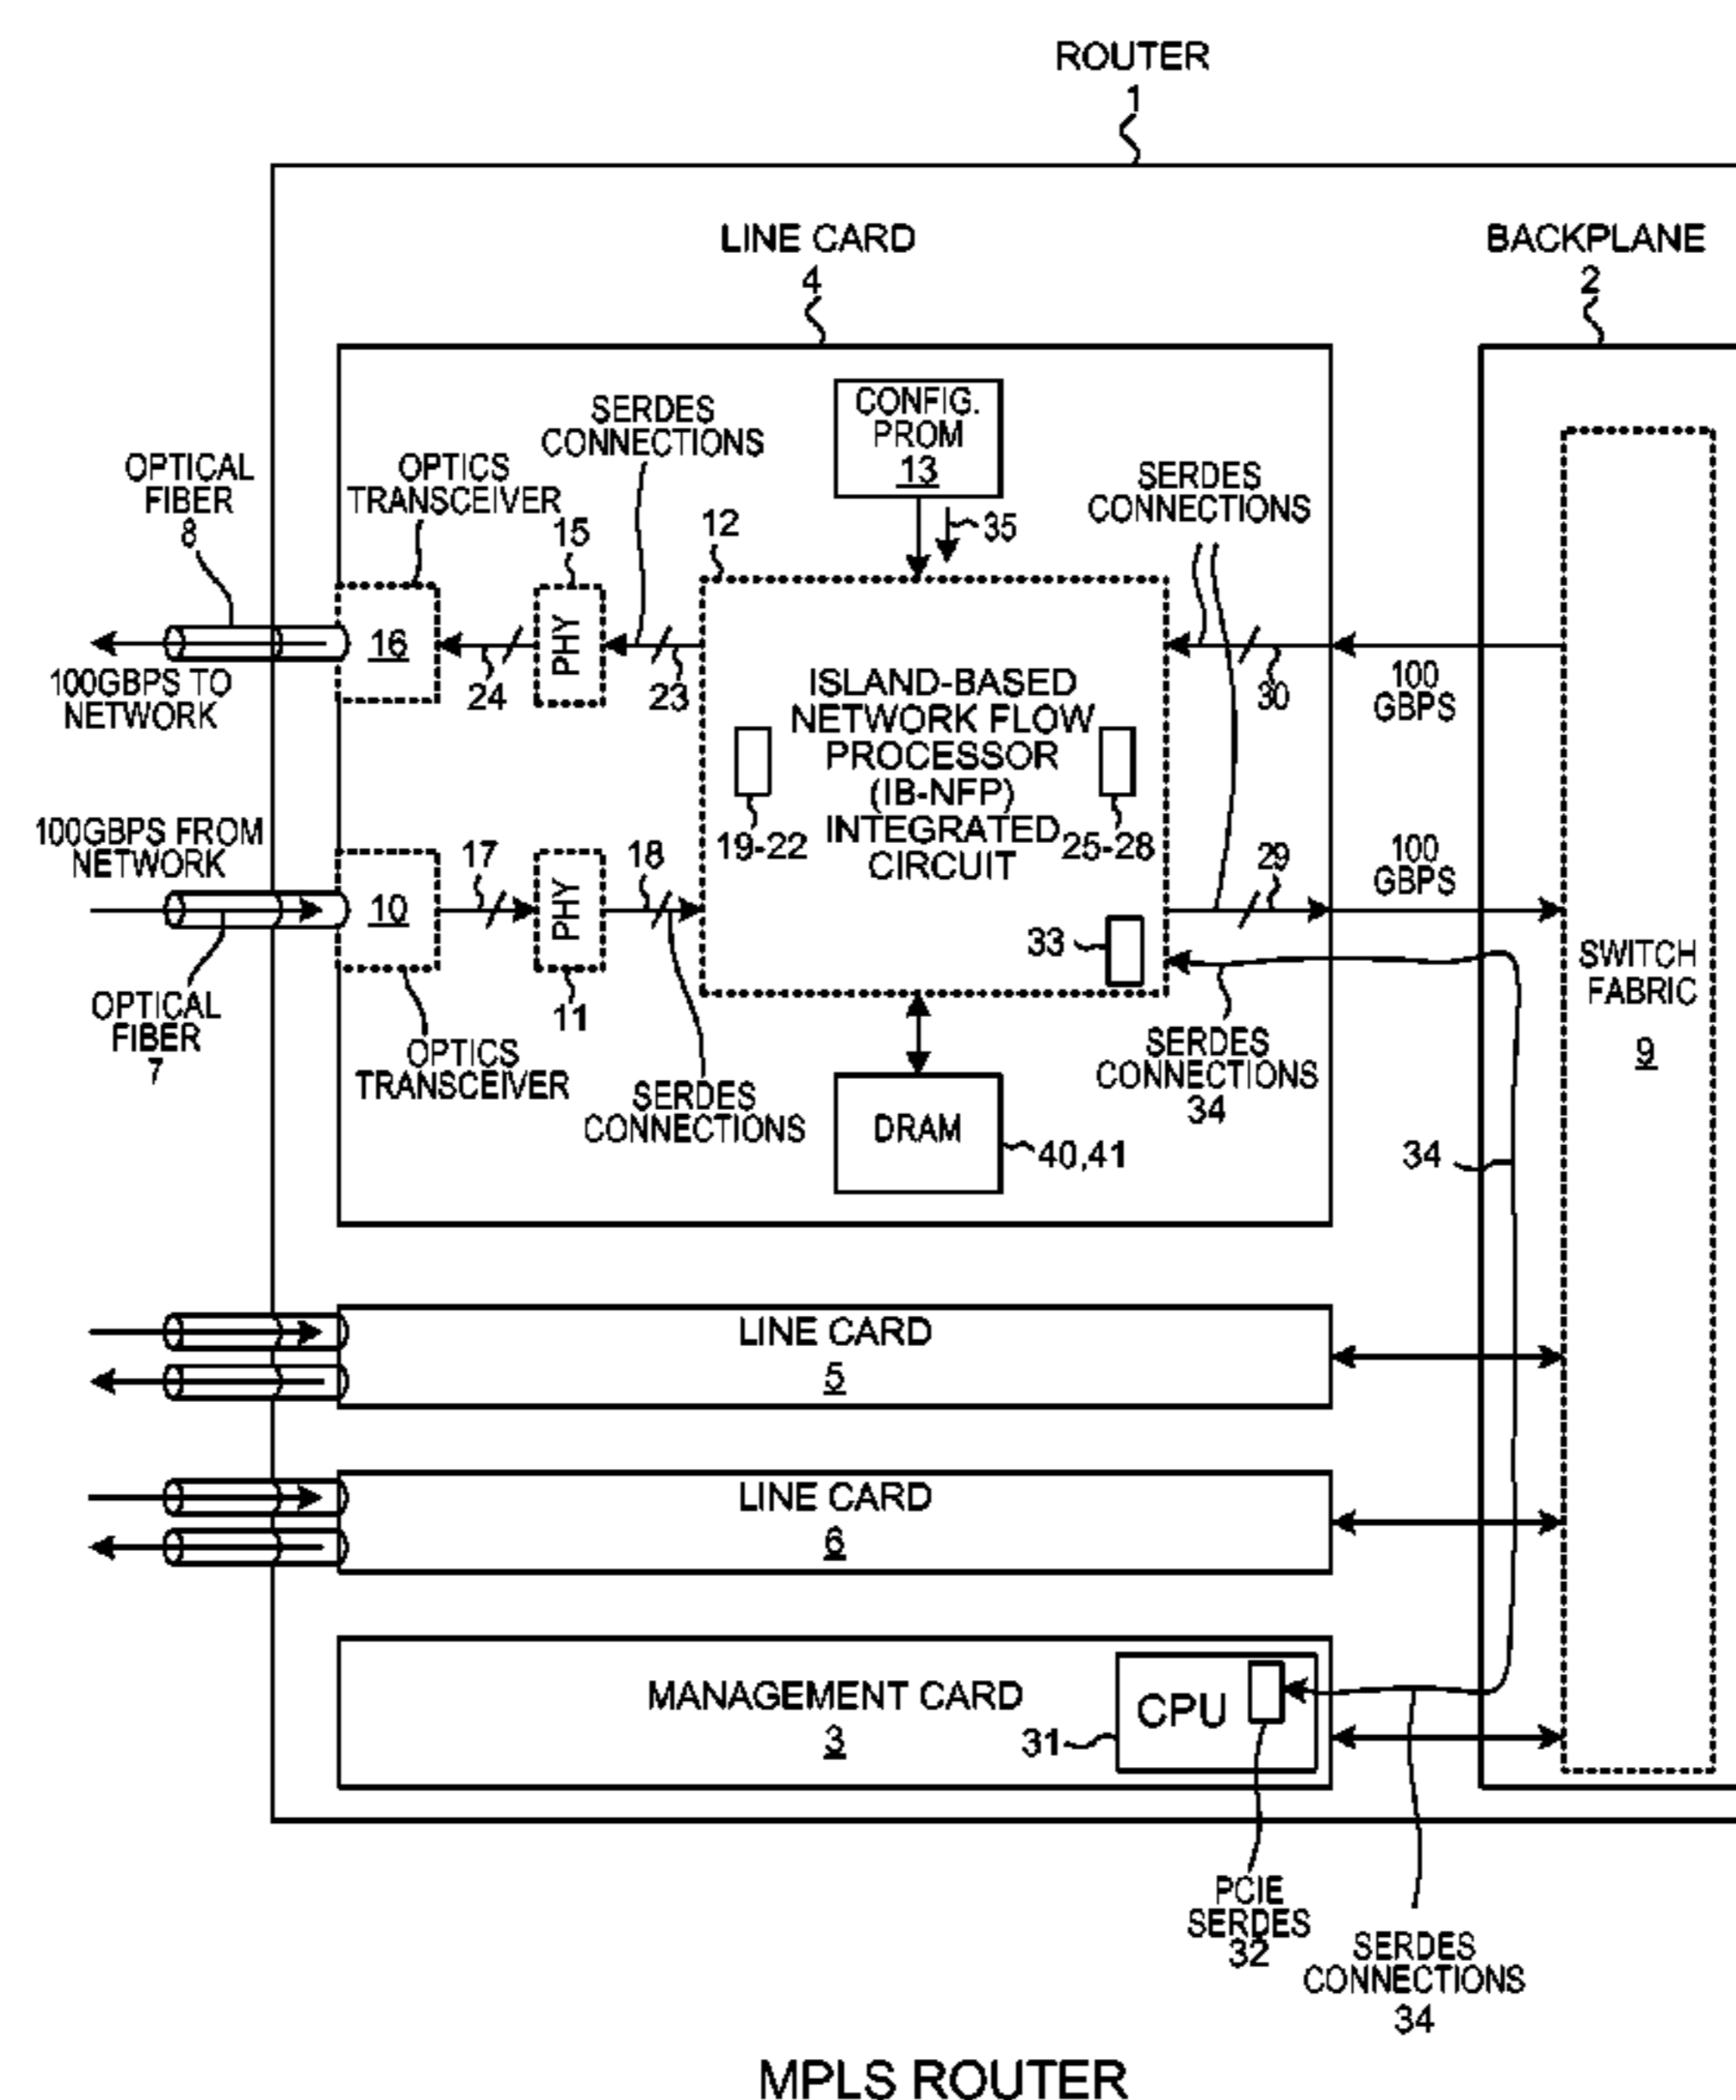 ROUTER
1
LINE CARD
4
BACKPLANE
2
CONFIG.
PROM
13
SERDES
CONNECTIONS
OPTICAL
FIBER
8
OPTICS
TRANSCEIVER
15
12
35
SERDES
CONNECTIONS
16
PHY
24
23
30
100
GBPS
100GBPS TO
NETWORK
ISLAND-BASED
NETWORK FLOW
PROCESSOR
(IB-NFP)
INTEGRATED
CIRCUIT
19-22
25-28
100GBPS FROM
NETWORK
17
18
29
100
GBPS
10
PHY
33
SWITCH
FABRIC
9
OPTICAL
FIBER
7
11
OPTICS
TRANSCEIVER
SERDES
CONNECTIONS
SERDES
CONNECTIONS
34
DRAM
40,41
34
LINE CARD
5
LINE CARD
6
MANAGEMENT CARD
3
31
CPU
PCIE
SERDES
32
SERDES
CONNECTIONS
34
MPLS ROUTER